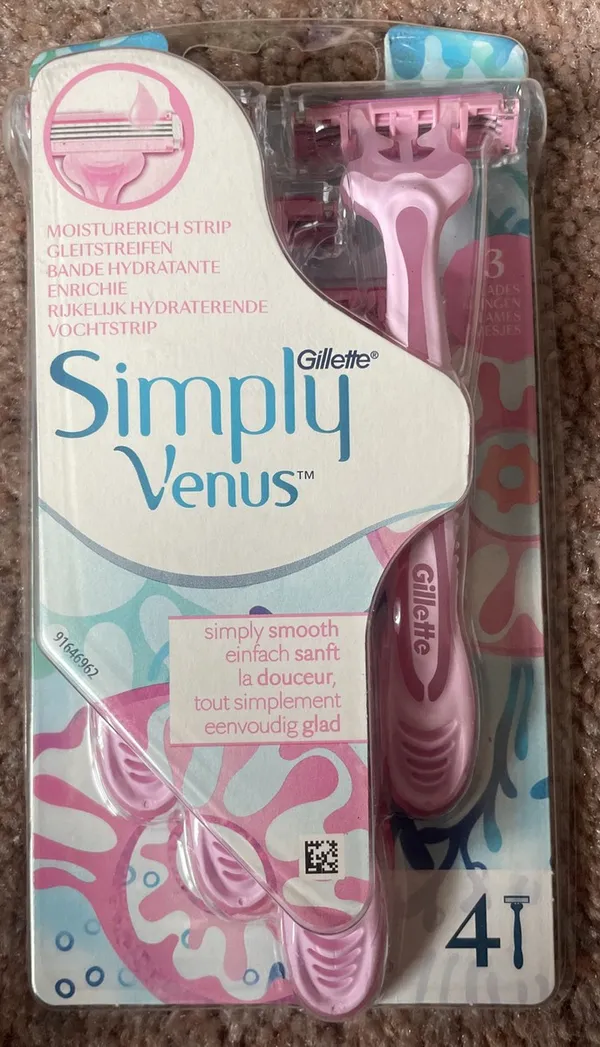 MOISTURERICH STRIP
GLEITSTREIFEN
BANDE HYDRATANTE
ENRICHIE
RIJKELIJK HYDRATERENDE
VOCHTSTRIP
3
Gillette®
Simply
Venus™
Gillette
simply smooth
einfach sanft
la douceur,
tout simplement
eenvoudig glad
91646962
4